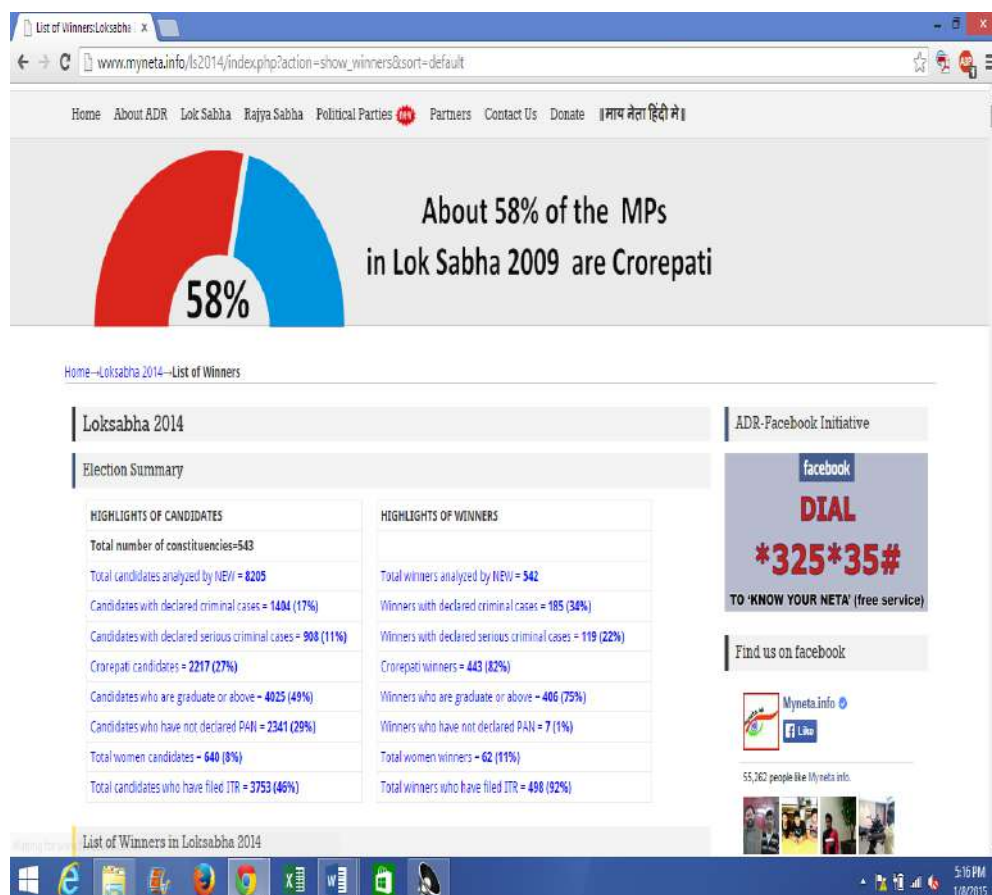 List of Winners:Loksabha
www.myneta.info/ls2014/index.php?action=show_winners&sort=default
Home About ADR Lok Sabha Rajya Sabha Political Parties Partners Contact Us Donate ॥माय नेता हिंदी मे॥
58%
About 58% of the MPs
in Lok Sabha 2009 are Crorepati
Home→Loksabha 2014→List of Winners
Loksabha 2014
Election Summary
HIGHLIGHTS OF CANDIDATES
HIGHLIGHTS OF WINNERS
Total number of constituencies=543
Total candidates analyzed by NEW = 8205
Total winners analyzed by NEW = 542
Candidates with declared criminal cases = 1404 (17%)
Winners with declared criminal cases = 185 (34%)
Candidates with declared serious criminal cases = 908 (11%)
Winners with declared serious criminal cases = 119 (22%)
Crorepati candidates = 2217 (27%)
Crorepati winners = 443 (82%)
Candidates who are graduate or above = 4025 (49%)
Winners who are graduate or above = 406 (75%)
Candidates who have not declared PAN = 2341 (29%)
Winners who have not declared PAN = 7 (1%)
Total women candidates = 640 (8%)
Total women winners = 62 (11%)
Total candidates who have filed ITR = 3753 (46%)
Total winners who have filed ITR = 498 (92%)
List of Winners in Loksabha 2014
ADR-Facebook Initiative
facebook
DIAL
*325*35#
TO 'KNOW YOUR NETA' (free service)
Find us on facebook
Myneta.info
Like
55,262 people like Myneta.info.
5:16 PM
1/8/2015